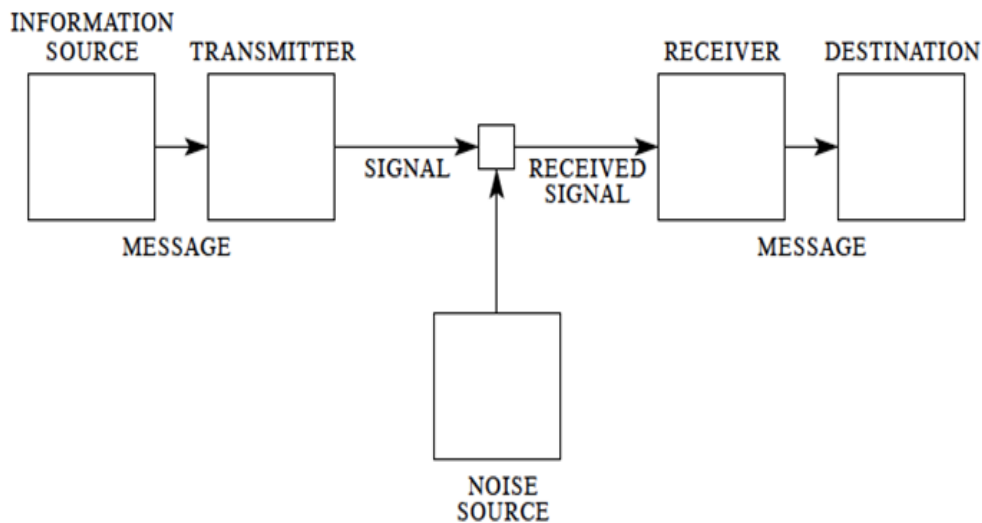 INFORMATION
SOURCE
TRANSMITTER
RECEIVER
DESTINATION
SIGNAL
RECEIVED
SIGNAL
MESSAGE
MESSAGE
NOISE
SOURCE